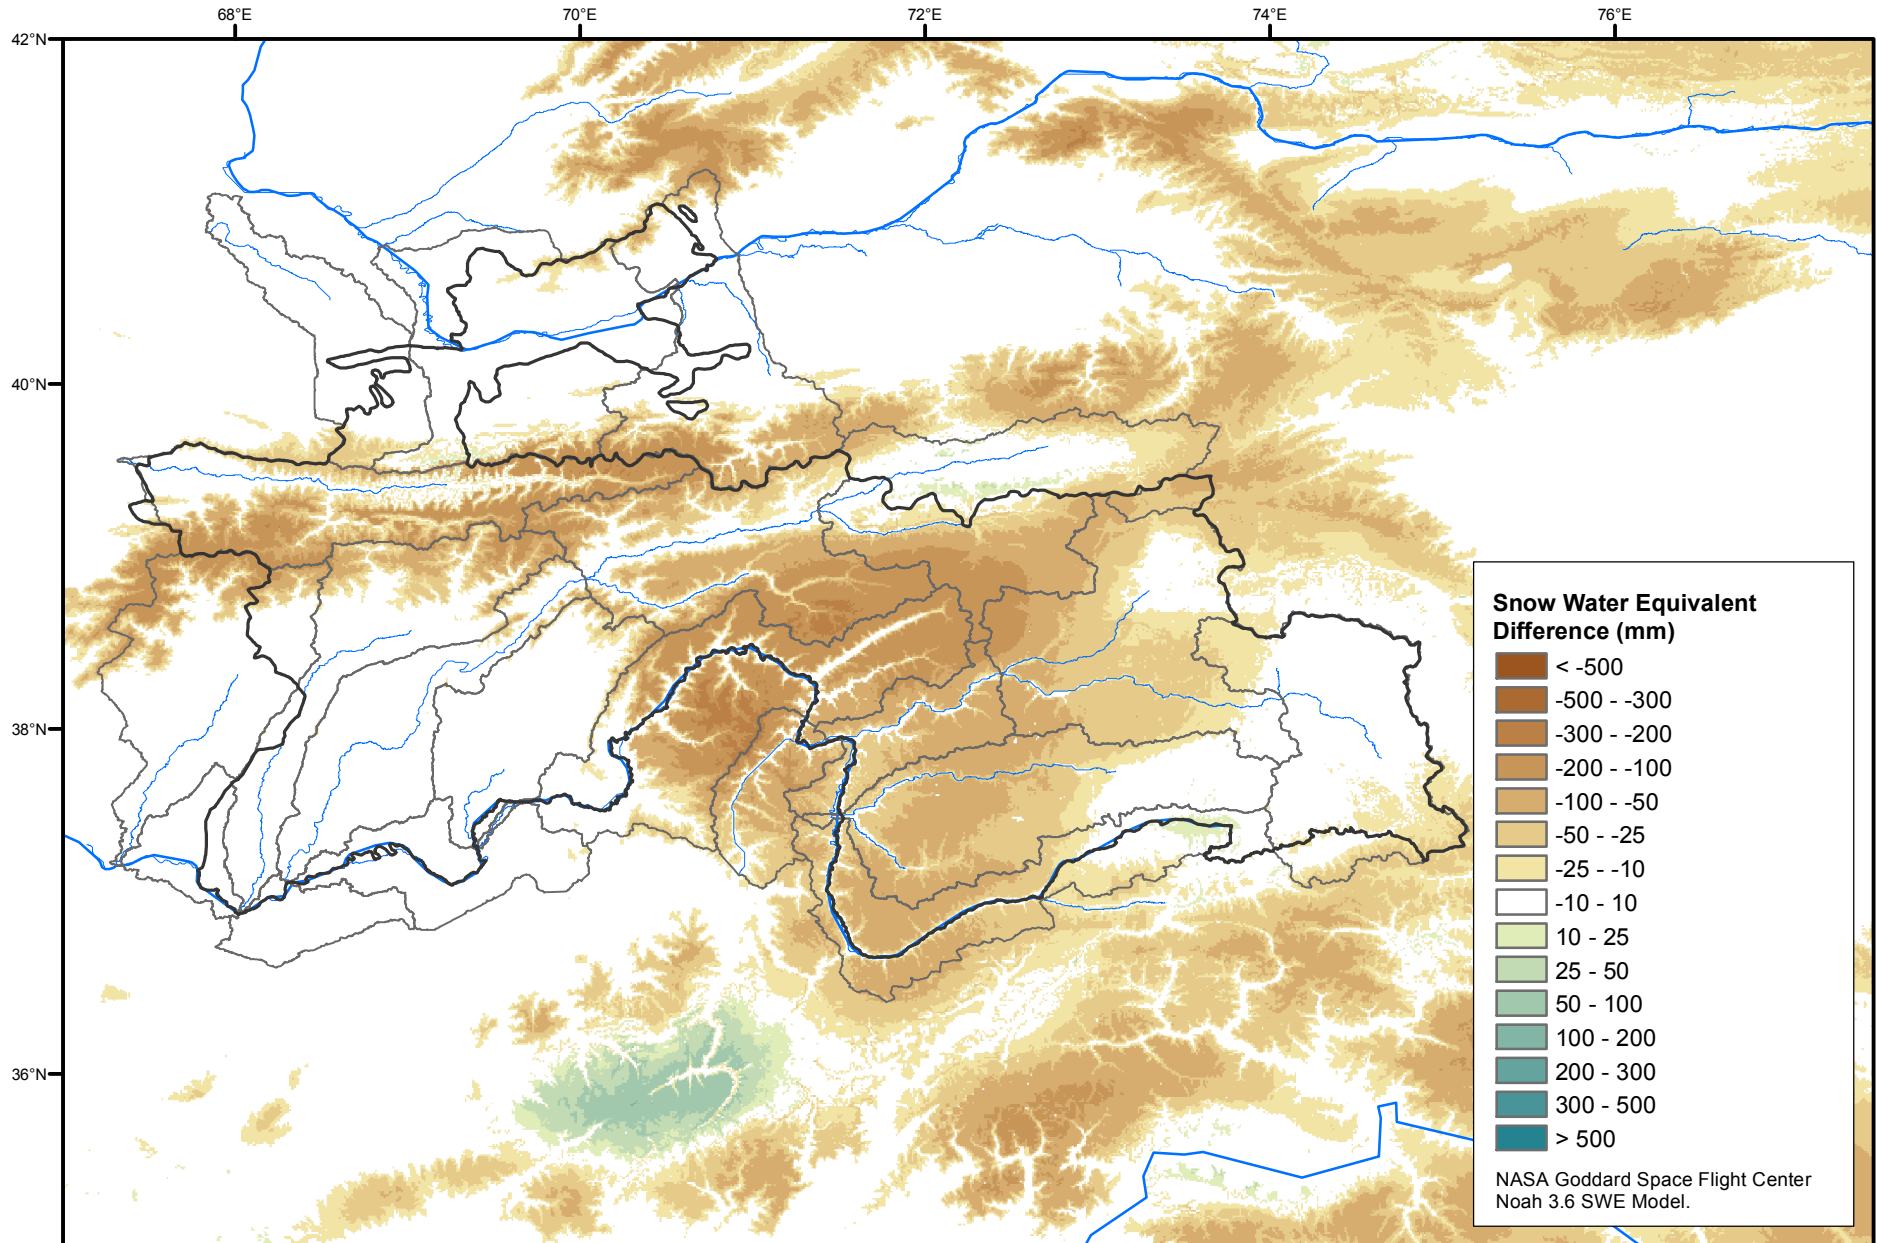 68°E 70°E 72°E 74°E 76°E
42°N
40°N
38°N
36°N
Snow Water Equivalent
Difference (mm)
< -500
-500 - -300
-300 - -200
-200 - -100
-100 - -50
-50 - -25
-25 - -10
-10 - 10
10 - 25
25 - 50
50 - 100
100 - 200
200 - 300
300 - 500
> 500
NASA Goddard Space Flight Center
Noah 3.6 SWE Model.